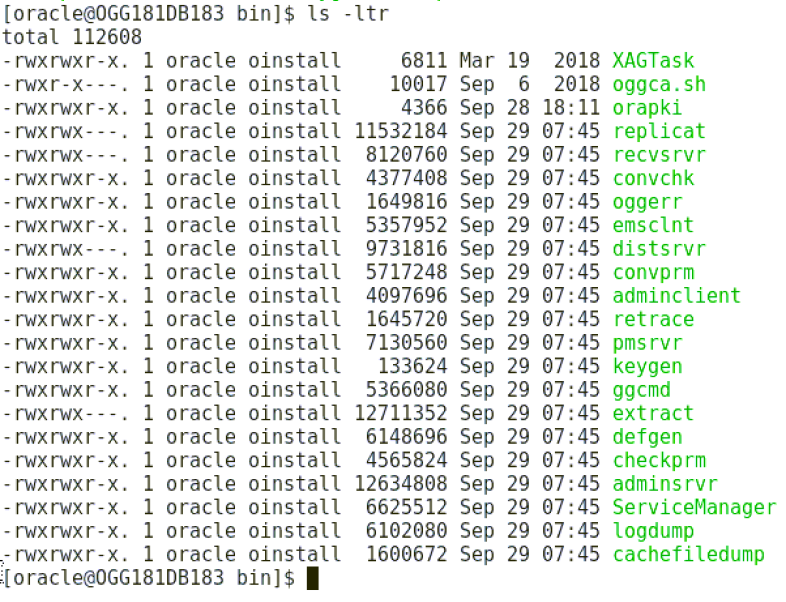 [oracle@OGG181DB183 bin]$ ls -ltr
total 112608
-rwxrwxr-x. 1 oracle oinstall     6811 Mar 19  2018 XAGTask
-rwxr-x---. 1 oracle oinstall    10017 Sep  6  2018 oggca.sh
-rwxrwxr-x. 1 oracle oinstall     4366 Sep 28 18:11 orapki
-rwxrwx---. 1 oracle oinstall 11532184 Sep 29 07:45 replicat
-rwxrwx---. 1 oracle oinstall  8120760 Sep 29 07:45 recvsrvr
-rwxrwxr-x. 1 oracle oinstall  4377408 Sep 29 07:45 convchk
-rwxrwxr-x. 1 oracle oinstall  1649816 Sep 29 07:45 oggerr
-rwxrwxr-x. 1 oracle oinstall  5357952 Sep 29 07:45 emsclnt
-rwxrwx---. 1 oracle oinstall  9731816 Sep 29 07:45 distsrvr
-rwxrwxr-x. 1 oracle oinstall  5717248 Sep 29 07:45 convprm
-rwxrwxr-x. 1 oracle oinstall  4097696 Sep 29 07:45 adminclient
-rwxrwxr-x. 1 oracle oinstall  1645720 Sep 29 07:45 retrace
-rwxrwxr-x. 1 oracle oinstall  7130560 Sep 29 07:45 pmsrvr
-rwxrwxr-x. 1 oracle oinstall   133624 Sep 29 07:45 keygen
-rwxrwxr-x. 1 oracle oinstall  5366080 Sep 29 07:45 ggcmd
-rwxrwx---. 1 oracle oinstall 12711352 Sep 29 07:45 extract
-rwxrwxr-x. 1 oracle oinstall  6148696 Sep 29 07:45 defgen
-rwxrwxr-x. 1 oracle oinstall  4565824 Sep 29 07:45 checkprm
-rwxrwxr-x. 1 oracle oinstall 12634808 Sep 29 07:45 adminsrvr
-rwxrwxr-x. 1 oracle oinstall  6625512 Sep 29 07:45 ServiceManager
-rwxrwxr-x. 1 oracle oinstall  6102080 Sep 29 07:45 logdump
-rwxrwxr-x. 1 oracle oinstall  1600672 Sep 29 07:45 cachefiledump
[oracle@OGG181DB183 bin]$